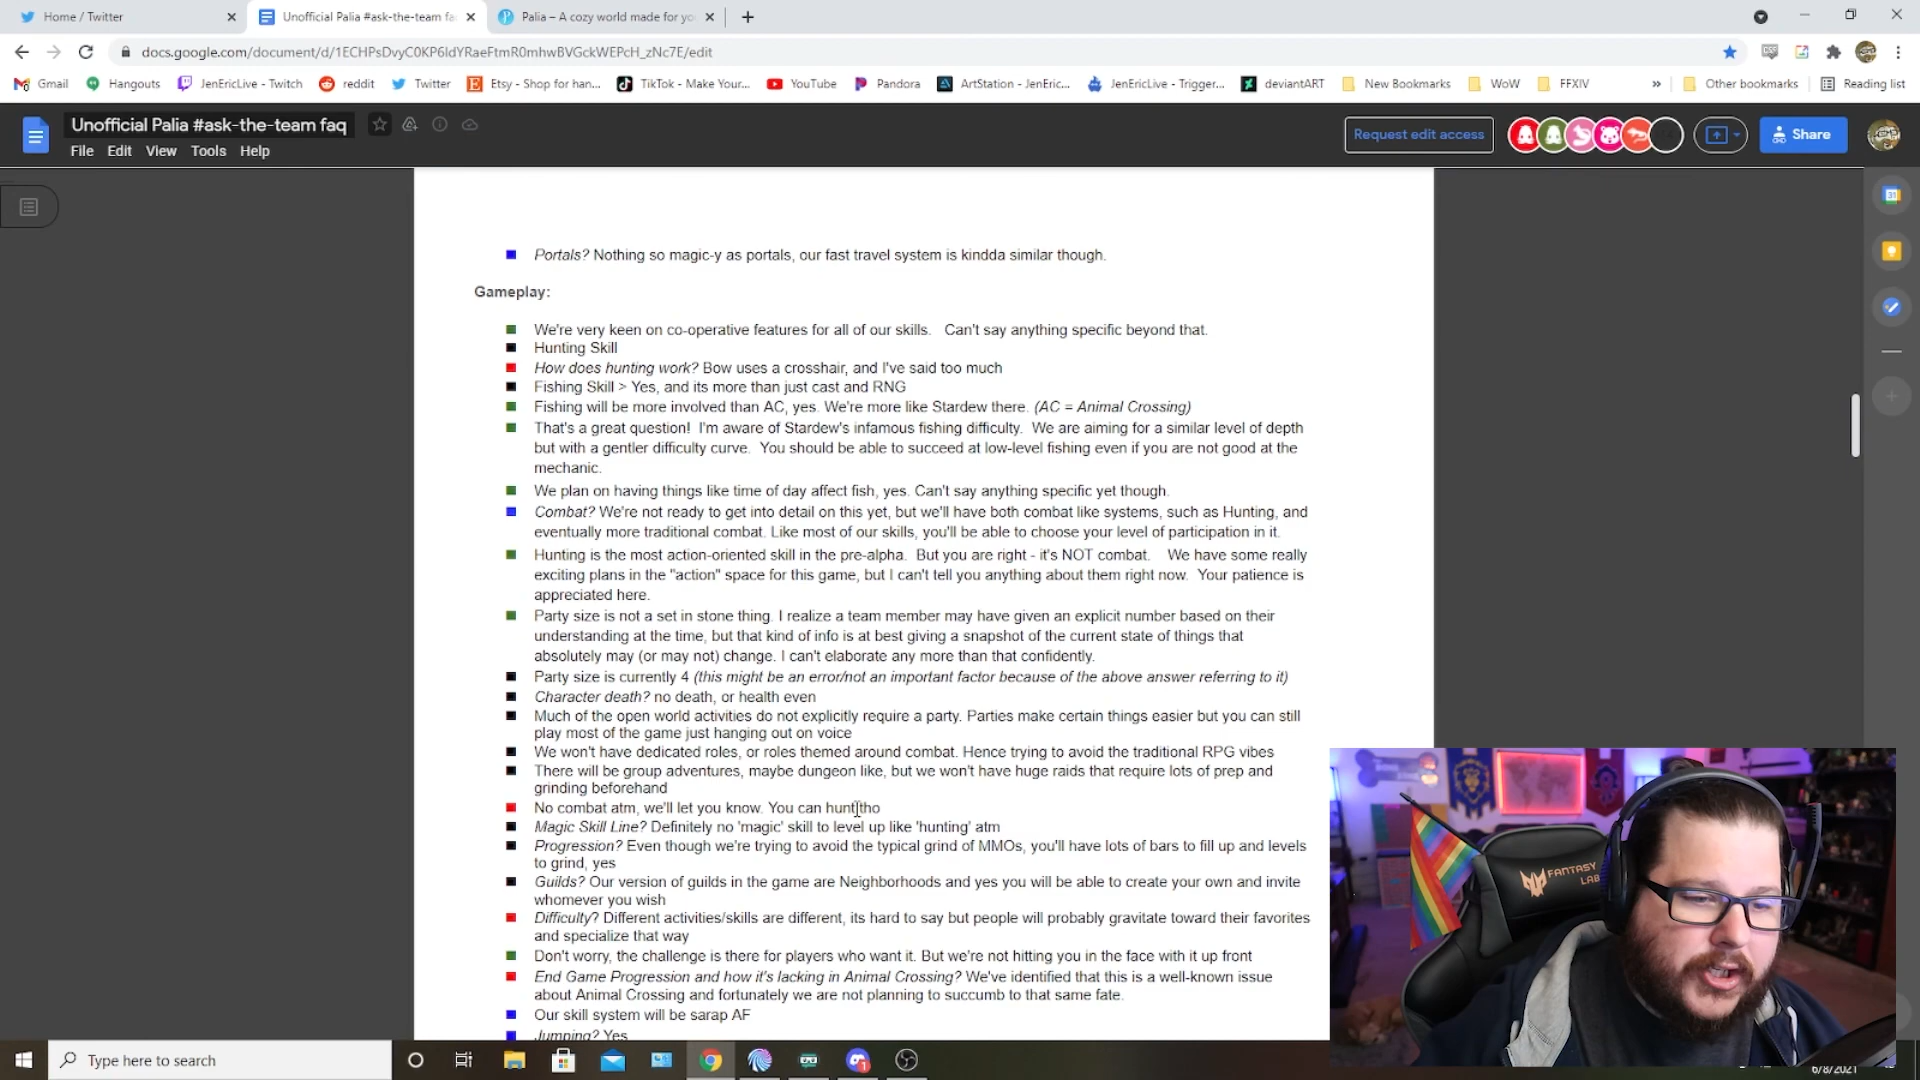 Home / Twitter
Unofficial Palia #ask-the-team fa
Palia – A cozy world made for yo
docs.google.com/document/d/1ECHPsDvyC0KP6IdYRaeFtmR0mhwBVGckWEPcH_zNc7E/edit
Gmail Hangouts JenEricLive - Twitch reddit Twitter Etsy - Shop for han... TikTok - Make Your... YouTube Pandora ArtStation - JenEric... JenEricLive - Trigger... deviantART New Bookmarks WoW FFXIV » Other bookmarks Reading list
Unofficial Palia #ask-the-team faq
File Edit View Tools Help
Request edit access
Share
Portals? Nothing so magic-y as portals, our fast travel system is kindda similar though.
Gameplay:
We're very keen on co-operative features for all of our skills. Can't say anything specific beyond that.
Hunting Skill
How does hunting work? Bow uses a crosshair, and I've said too much
Fishing Skill > Yes, and its more than just cast and RNG
Fishing will be more involved than AC, yes. We're more like Stardew there. (AC = Animal Crossing)
That's a great question! I'm aware of Stardew's infamous fishing difficulty. We are aiming for a similar level of depth
but with a gentler difficulty curve. You should be able to succeed at low-level fishing even if you are not good at the
mechanic.
We plan on having things like time of day affect fish, yes. Can't say anything specific yet though.
Combat? We're not ready to get into detail on this yet, but we'll have both combat like systems, such as Hunting, and
eventually more traditional combat. Like most of our skills, you'll be able to choose your level of participation in it.
Hunting is the most action-oriented skill in the pre-alpha. But you are right - it's NOT combat. We have some really
exciting plans in the "action" space for this game, but I can't tell you anything about them right now. Your patience is
appreciated here.
Party size is not a set in stone thing. I realize a team member may have given an explicit number based on their
understanding at the time, but that kind of info is at best giving a snapshot of the current state of things that
absolutely may (or may not) change. I can't elaborate any more than that confidently.
Party size is currently 4 (this might be an error/not an important factor because of the above answer referring to it)
Character death? no death, or health even
Much of the open world activities do not explicitly require a party. Parties make certain things easier but you can still
play most of the game just hanging out on voice
We won't have dedicated roles, or roles themed around combat. Hence trying to avoid the traditional RPG vibes
There will be group adventures, maybe dungeon like, but we won't have huge raids that require lots of prep and
grinding beforehand
No combat atm, we'll let you know. You can hunt tho
Magic Skill Line? Definitely no 'magic' skill to level up like 'hunting' atm
Progression? Even though we're trying to avoid the typical grind of MMOs, you'll have lots of bars to fill up and levels
to grind, yes
Guilds? Our version of guilds in the game are Neighborhoods and yes you will be able to create your own and invite
whomever you wish
Difficulty? Different activities/skills are different, its hard to say but people will probably gravitate toward their favorites
and specialize that way
Don't worry, the challenge is there for players who want it. But we're not hitting you in the face with it up front
End Game Progression and how it's lacking in Animal Crossing? We've identified that this is a well-known issue
about Animal Crossing and fortunately we are not planning to succumb to that same fate.
Our skill system will be sarap AF
Jumping? Yes
FANTASY
LAB
Type here to search
6/8/2021